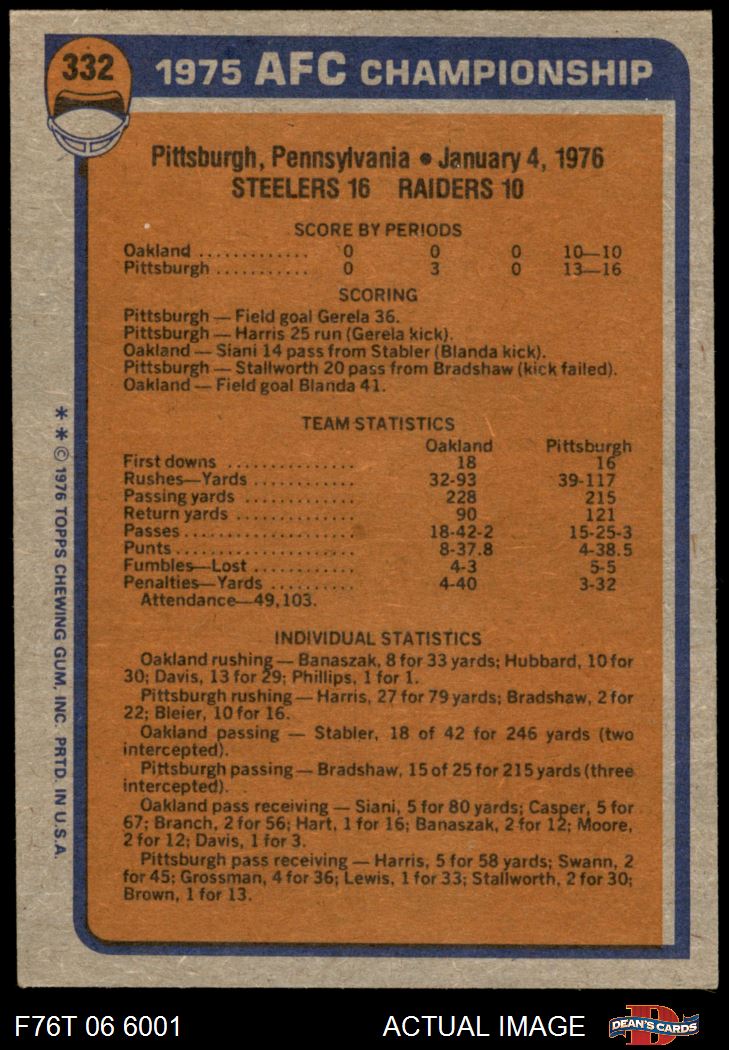 332
1975 AFC CHAMPIONSHIP
Pittsburgh, Pennsylvania • January 4, 1976
STEELERS 16 RAIDERS 10
SCORE BY PERIODS
Oakland ............. 0 0 0 10—10
Pittsburgh ........... 0 3 0 13—16
SCORING
Pittsburgh — Field goal Gerela 36.
Pittsburgh — Harris 25 run (Gerela kick).
Oakland — Siani 14 pass from Stabler (Blanda kick).
Pittsburgh — Stallworth 20 pass from Bradshaw (kick failed).
Oakland — Field goal Blanda 41.
TEAM STATISTICS
Oakland Pittsburgh
First downs .............. 18 16
Rushes—Yards ............ 32-93 39-117
Passing yards ............ 228 215
Return yards ............. 90 121
Passes ................... 18-42-2 15-25-3
Punts .................... 8-37.8 4-38.5
Fumbles—Lost ............ 4-3 5-5
Penalties—Yards .......... 4-40 3-32
Attendance—49,103.
INDIVIDUAL STATISTICS
Oakland rushing — Banaszak, 8 for 33 yards; Hubbard, 10 for
30; Davis, 13 for 29; Phillips, 1 for 1.
Pittsburgh rushing — Harris, 27 for 79 yards; Bradshaw, 2 for
22; Bleier, 10 for 16.
Oakland passing — Stabler, 18 of 42 for 246 yards (two
intercepted).
Pittsburgh passing — Bradshaw, 15 of 25 for 215 yards (three
intercepted).
Oakland pass receiving — Siani, 5 for 80 yards; Casper, 5 for
67; Branch, 2 for 56; Hart, 1 for 16; Banaszak, 2 for 12; Moore,
2 for 12; Davis, 1 for 3.
Pittsburgh pass receiving — Harris, 5 for 58 yards; Swann, 2
for 45; Grossman, 4 for 36; Lewis, 1 for 33; Stallworth, 2 for 30;
Brown, 1 for 13.
* * © 1976 TOPPS CHEWING GUM, INC. PRTD. IN U.S.A.
F76T 06 6001 ACTUAL IMAGE DEAN'S CARDS